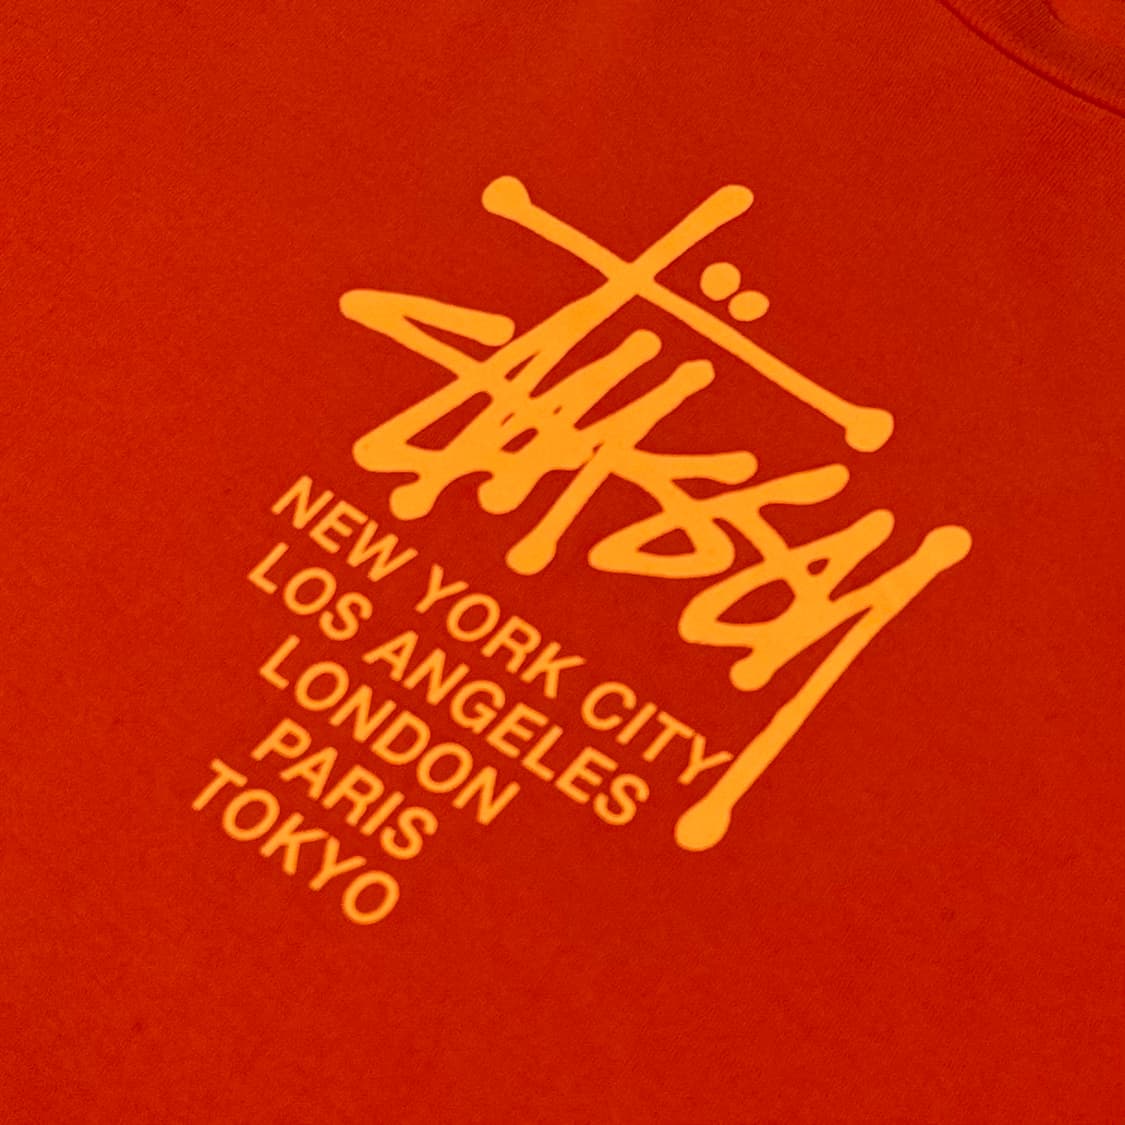 Stüssy
NEW YORK CITY
LOS ANGELES
LONDON
PARIS
TOKYO